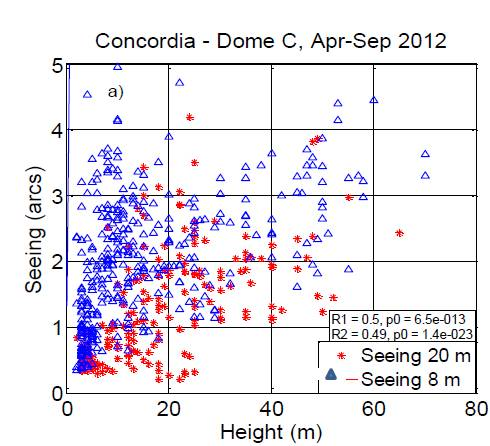 Concordia - Dome C, Apr-Sep 2012
5
a)
4
3
Seeing (arcs)
2
1
R1 = 0.5, p0 = 6.5e-013
R2 = 0.49, p0 = 1.4e-023
Seeing 20 m
Seeing 8 m
0
0 20 40 60 80
Height (m)